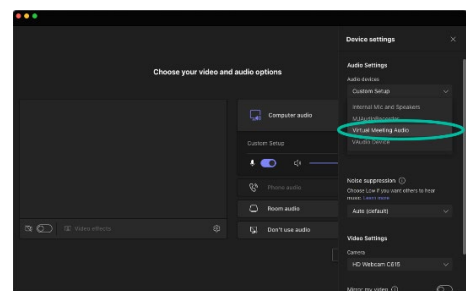 Device settings
Choose your video and audio options
Audio Settings
Audio devices
Custom Setup
Internal Mic and Speakers
Virtual Meeting Audio
VAudio Device
Computer audio
Custom Setup
Phone audio
Room audio
Don't use audio
Video effects
Noise suppression
Choose Low if you want others to hear
music. Learn more
Auto (default)
Video Settings
Camera
HD Webcam C615
Mirror my video